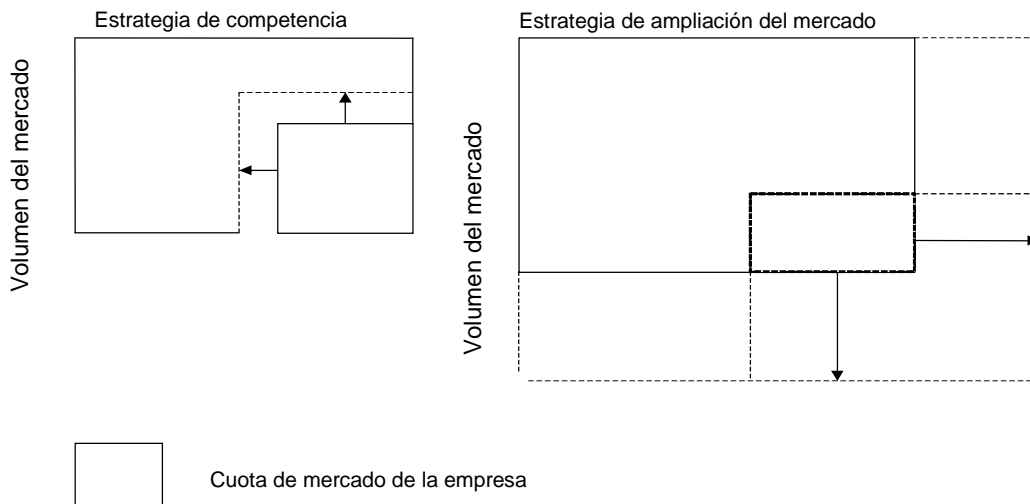 Estrategia de competencia
Estrategia de ampliación del mercado
Volumen del mercado
Volumen del mercado
Cuota de mercado de la empresa